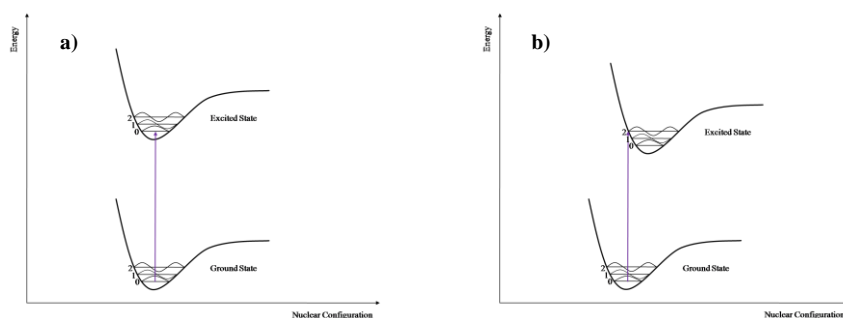 Energy
a)
2
1
0
Excited State
2
1
0
Ground State
Nuclear Configuration
Energy
b)
2
1
0
Excited State
2
1
0
Ground State
Nuclear Configuration